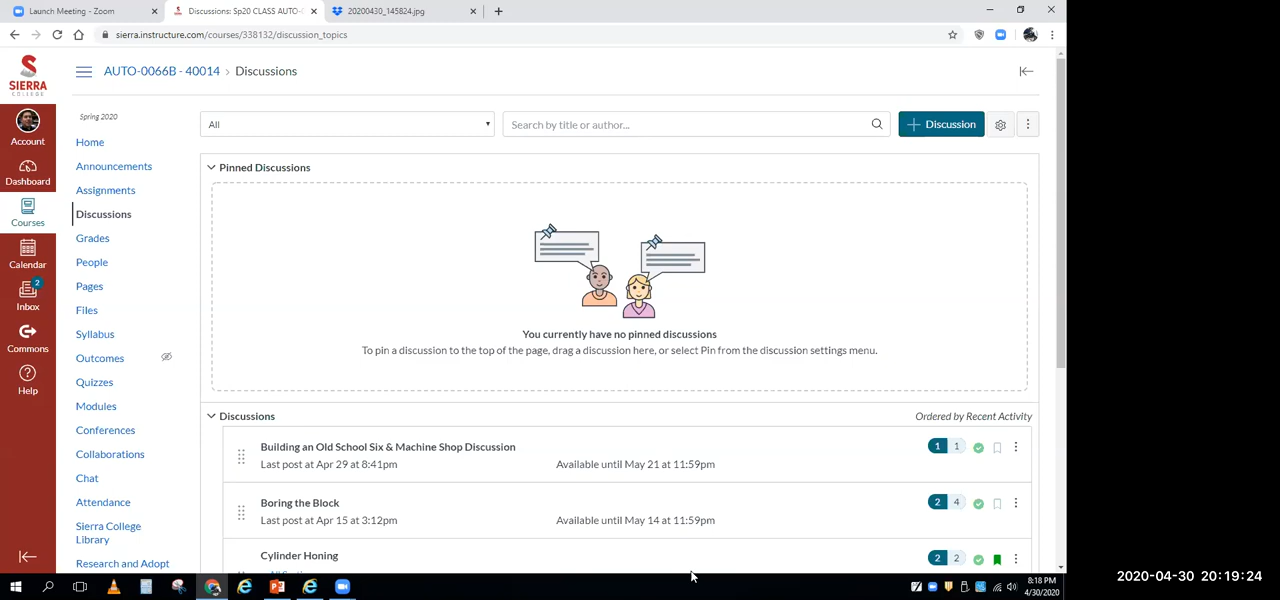 Launch Meeting - Zoom
Discussions: Sp20 CLASS AUTO-
20200430_145824.jpg
sierra.instructure.com/courses/338132/discussion_topics
SIERRA
COLLEGE
AUTO-0066B - 40014 › Discussions
Account
Dashboard
Courses
Calendar
2
Inbox
Commons
Help
Spring 2020
Home
Announcements
Assignments
Discussions
Grades
People
Pages
Files
Syllabus
Outcomes
Quizzes
Modules
Conferences
Collaborations
Chat
Attendance
Sierra College
Library
Research and Adopt
All
Search by title or author...
+ Discussion
Pinned Discussions
You currently have no pinned discussions
To pin a discussion to the top of the page, drag a discussion here, or select Pin from the discussion settings menu.
Discussions
Ordered by Recent Activity
Building an Old School Six & Machine Shop Discussion
1 1
Last post at Apr 29 at 8:41pm Available until May 21 at 11:59pm
Boring the Block
2 4
Last post at Apr 15 at 3:12pm Available until May 14 at 11:59pm
Cylinder Honing
2 2
8:18 PM
4/30/2020
2020-04-30 20:19:24